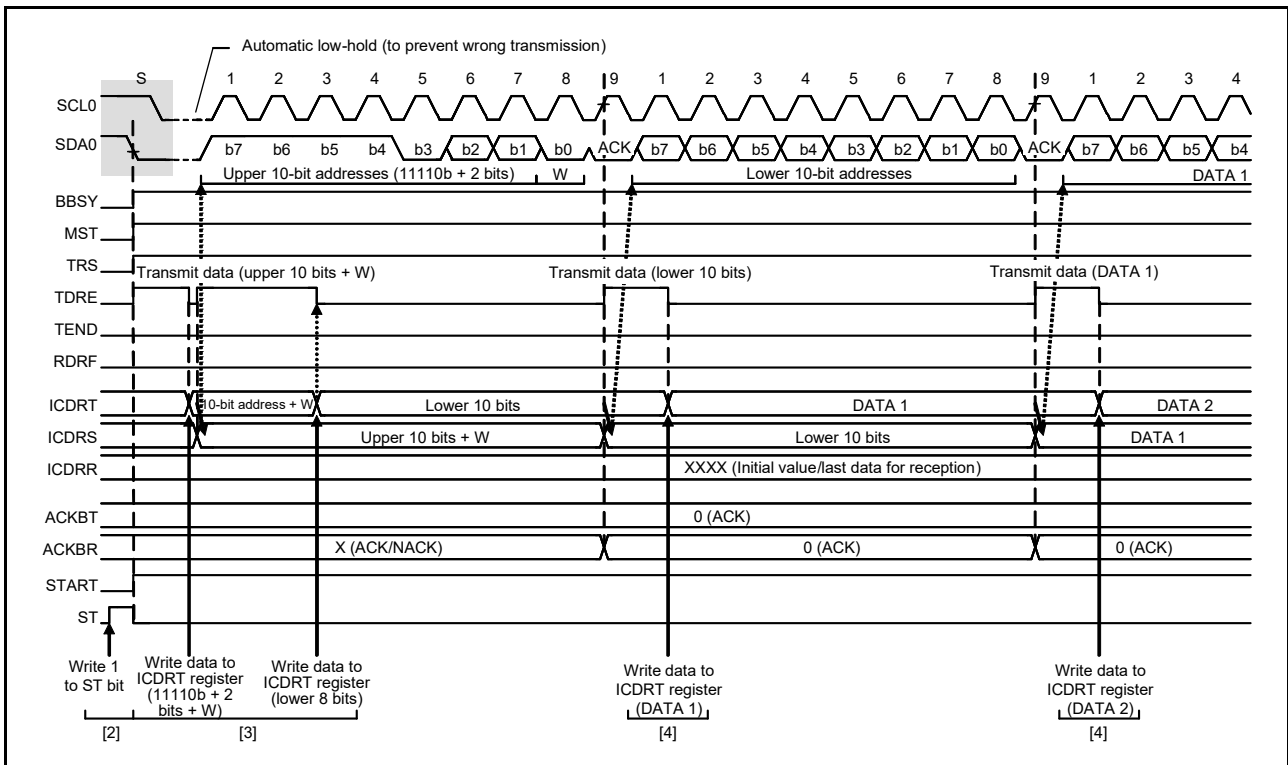 Automatic low-hold (to prevent wrong transmission)
S 1 2 3 4 5 6 7 8 9 1 2 3 4 5 6 7 8 9 1 2 3 4
SCL0
SDA0 b7 b6 b5 b4 b3 b2 b1 b0 ACK b7 b6 b5 b4 b3 b2 b1 b0 ACK b7 b6 b5 b4
Upper 10-bit addresses (11110b + 2 bits) W Lower 10-bit addresses DATA 1
BBSY
MST
TRS
Transmit data (upper 10 bits + W) Transmit data (lower 10 bits) Transmit data (DATA 1)
TDRE
TEND
RDRF
ICDRT 10-bit address + W Lower 10 bits DATA 1 DATA 2
ICDRS Upper 10 bits + W Lower 10 bits DATA 1
ICDRR XXXX (Initial value/last data for reception)
ACKBT 0 (ACK)
ACKBR X (ACK/NACK) 0 (ACK) 0 (ACK)
START
ST
Write 1
to ST bit
Write data to
ICDRT register
(11110b + 2
bits + W)
Write data to
ICDRT register
(lower 8 bits)
Write data to
ICDRT register
(DATA 1)
Write data to
ICDRT register
(DATA 2)
[2] [3] [4] [4]